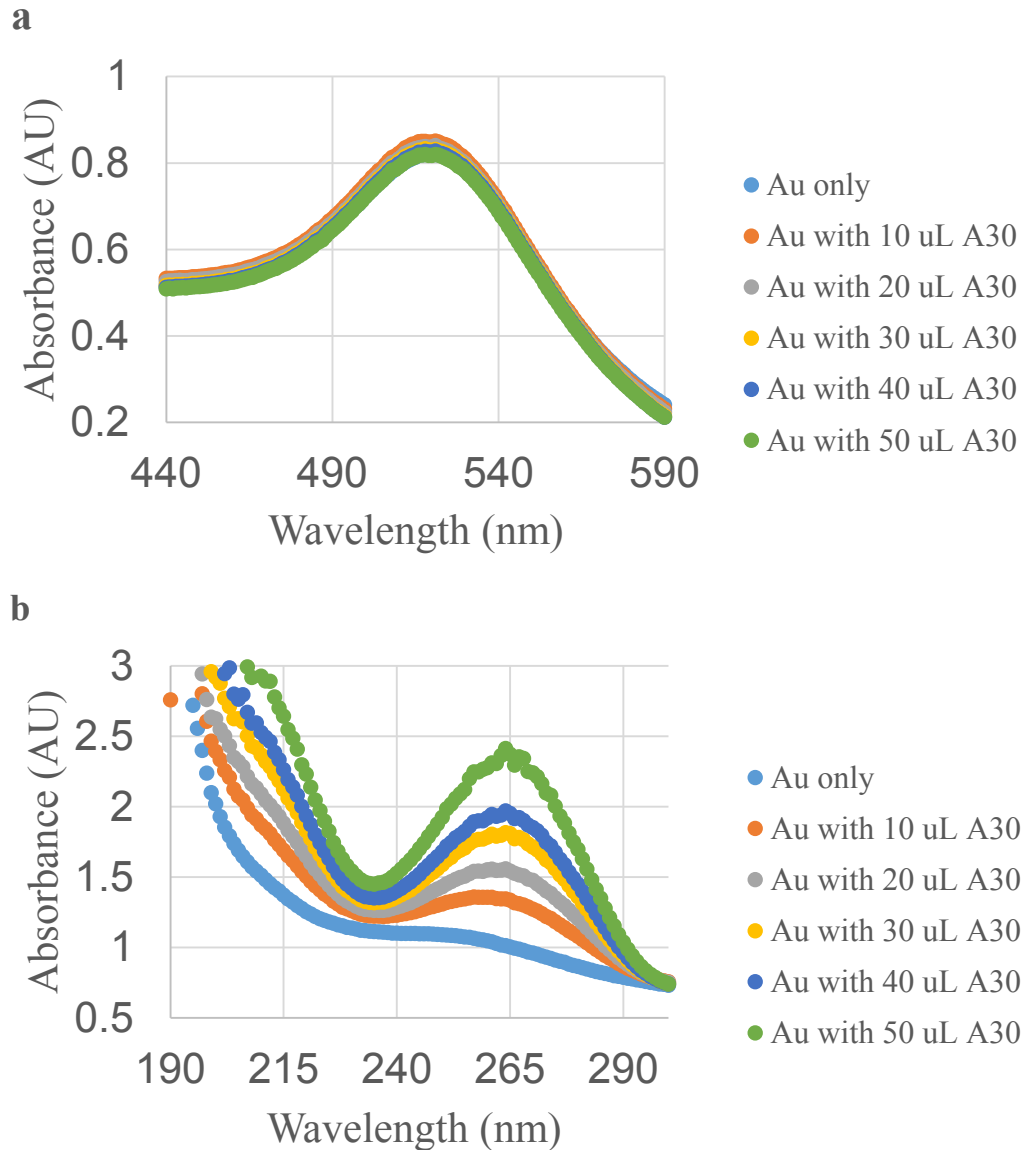 a
1
0.8
0.6
0.4
0.2
440 490 540 590
Absorbance (AU)
Wavelength (nm)
Au only
Au with 10 uL A30
Au with 20 uL A30
Au with 30 uL A30
Au with 40 uL A30
Au with 50 uL A30
b
3
2.5
2
1.5
1
0.5
190 215 240 265 290
Absorbance (AU)
Wavelength (nm)
Au only
Au with 10 uL A30
Au with 20 uL A30
Au with 30 uL A30
Au with 40 uL A30
Au with 50 uL A30